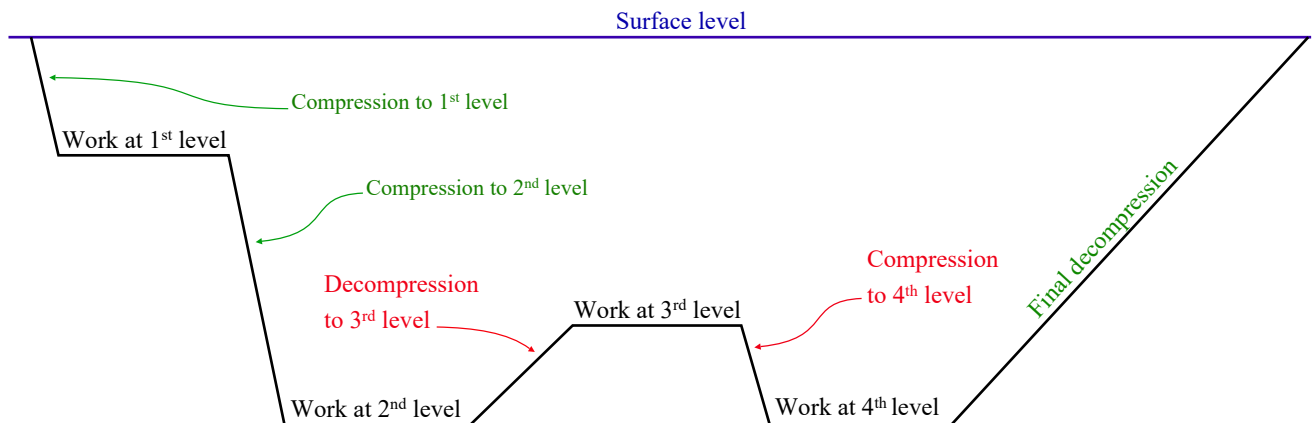 Surface level
Compression to 1st level
Work at 1st level
Compression to 2nd level
Decompression
to 3rd level
Work at 3rd level
Compression
to 4th level
Final decompression
Work at 2nd level
Work at 4th level